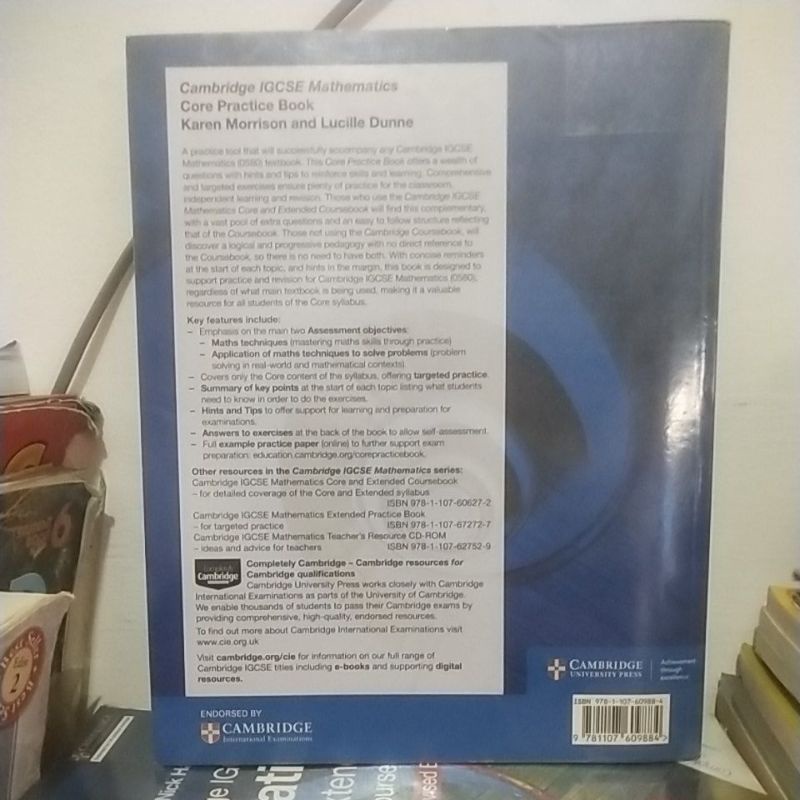 Cambridge IGCSE Mathematics
Core Practice Book
Karen Morrison and Lucille Dunne
A practice tool that will successfully accompany any Cambridge IGCSE
Mathematics (0580) textbook. This Core Practice Book offers a wealth of
questions with hints and tips to reinforce skills and learning. Comprehensive
and targeted exercises ensure plenty of practice for the classroom,
independent learning and revision. Those who use the Cambridge IGCSE
Mathematics Core and Extended Coursebook will find this complementary,
with a vast pool of extra questions and an easy to follow structure reflecting
that of the Coursebook. Those not using the Cambridge Coursebook, will
discover a logical and progressive pedagogy with no direct reference to
the Coursebook, so there is no need to have both. With concise reminders
at the start of each topic, and hints in the margin, this book is designed to
support practice and revision for Cambridge IGCSE Mathematics (0580),
regardless of what main textbook is being used, making it a valuable
resource for all students of the Core syllabus.
Key features include:
– Emphasis on the main two Assessment objectives:
– Maths techniques (mastering maths skills through practice)
– Application of maths techniques to solve problems (problem
solving in real-world and mathematical contexts).
– Covers only the Core content of the syllabus, offering targeted practice.
– Summary of key points at the start of each topic listing what students
need to know in order to do the exercises.
– Hints and Tips to offer support for learning and preparation for
examinations.
– Answers to exercises at the back of the book to allow self-assessment.
– Full example practice paper (online) to further support exam
preparation: education.cambridge.org/corepracticebook.
Other resources in the Cambridge IGCSE Mathematics series:
Cambridge IGCSE Mathematics Core and Extended Coursebook
– for detailed coverage of the Core and Extended syllabus
ISBN 978-1-107-60627-2
Cambridge IGCSE Mathematics Extended Practice Book
– for targeted practice ISBN 978-1-107-67272-7
Cambridge IGCSE Mathematics Teacher's Resource CD-ROM
– ideas and advice for teachers ISBN 978-1-107-62752-9
Completely Cambridge
Completely Cambridge – Cambridge resources for
Cambridge qualifications
Cambridge University Press works closely with Cambridge
International Examinations as parts of the University of Cambridge.
We enable thousands of students to pass their Cambridge exams by
providing comprehensive, high-quality, endorsed resources.
To find out more about Cambridge International Examinations visit
www.cie.org.uk
Visit cambridge.org/cie for information on our full range of
Cambridge IGCSE titles including e-books and supporting digital
resources.
CAMBRIDGE
UNIVERSITY PRESS
Achievement
through
excellence
ISBN 978-1-107-60988-4
9 781107 609884 >
ENDORSED BY
CAMBRIDGE
International Examinations
6
2
Nick H